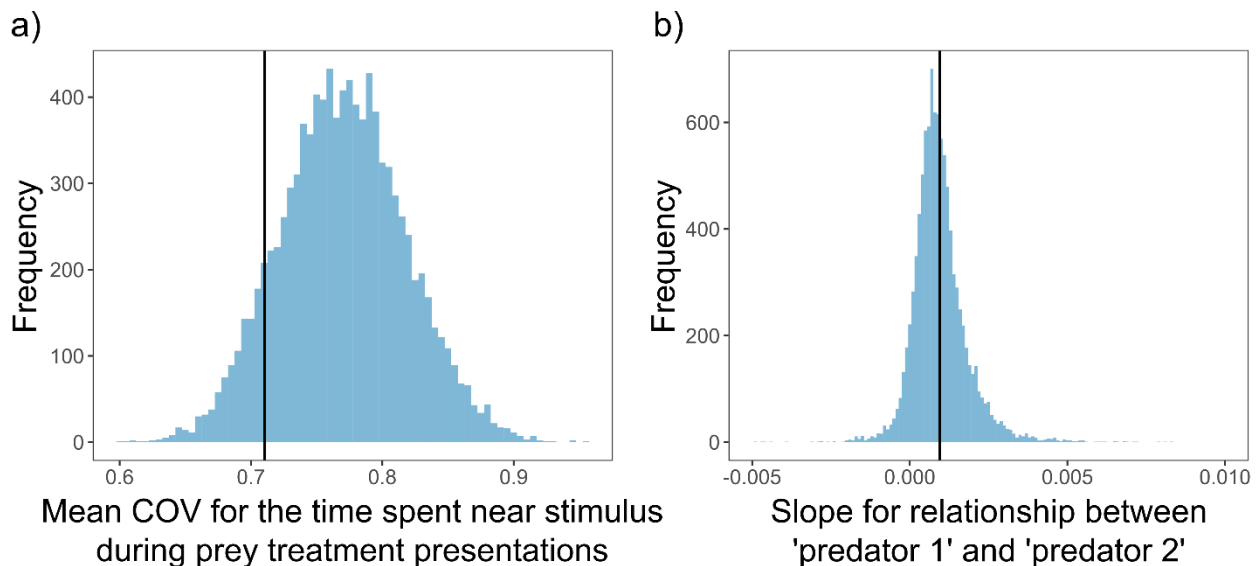 a)
Frequency
400
300
200
100
0
0.6 0.7 0.8 0.9
Mean COV for the time spent near stimulus
during prey treatment presentations
b)
Frequency
600
400
200
0
-0.005 0.000 0.005 0.010
Slope for relationship between
'predator 1' and 'predator 2'